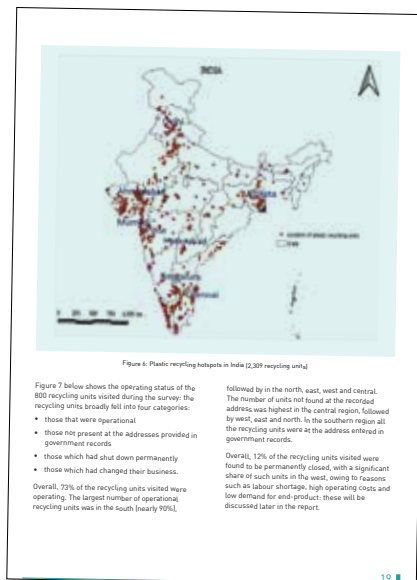 INDIA
Figure 6: Plastic recycling hotspots in India (2,309 recycling units)
Figure 7 below shows the operating status of the
800 recycling units visited during the survey: the
recycling units broadly fell into four categories:
• those that were operational
• those not present at the addresses provided in
government records
• those which had shut down permanently
• those which had changed their business.
Overall, 73% of the recycling units visited were
operating. The largest number of operational
recycling units was in the south (nearly 90%),
followed by in the north, east, west and central.
The number of units not found at the recorded
address was highest in the central region, followed
by west, east and north. In the southern region all
the recycling units were at the address entered in
government records.
Overall, 12% of the recycling units visited were
found to be permanently closed, with a significant
share of such units in the west, owing to reasons
such as labour shortage, high operating costs and
low demand for end-product: these will be
discussed later in the report.
19